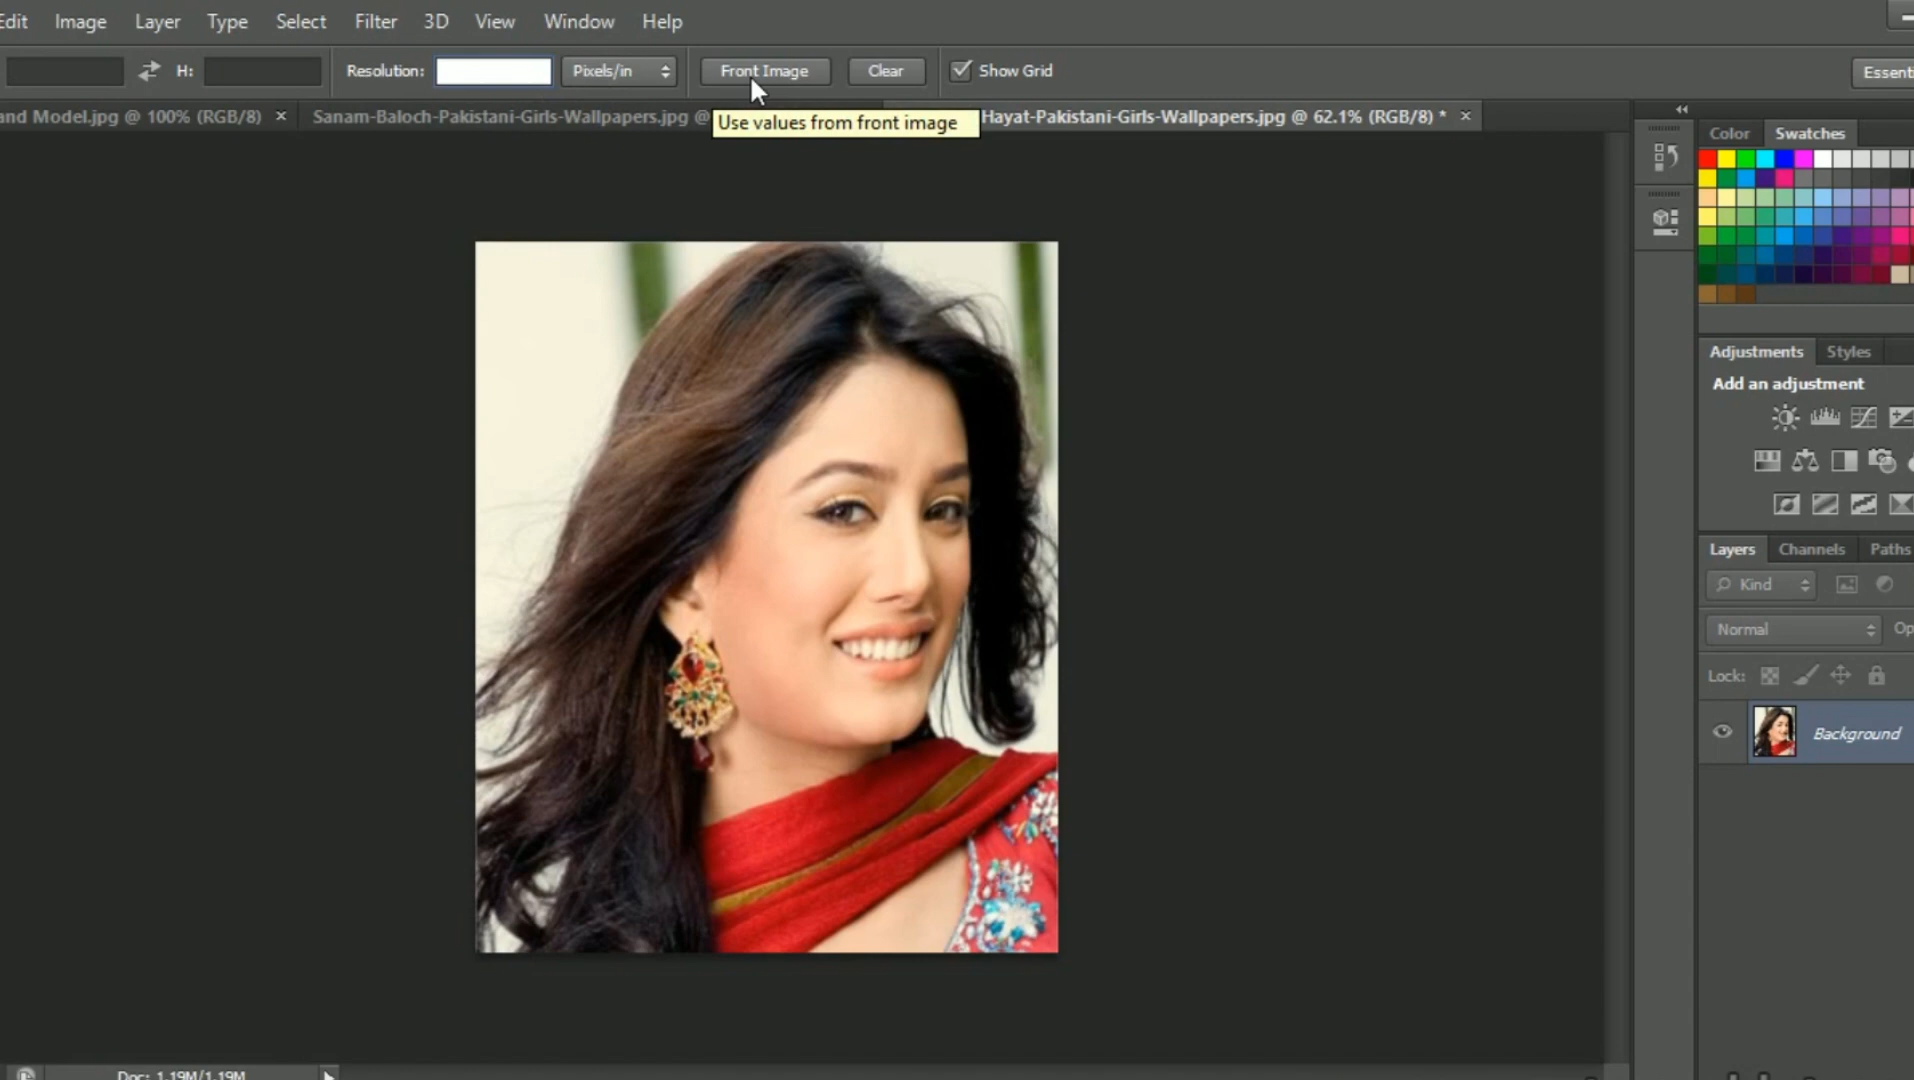 Edit Image Layer Type Select Filter 3D View Window Help
H: Resolution: Pixels/in Front Image Clear Show Grid Essenti
and Model.jpg @ 100% (RGB/8) × Sanam-Baloch-Pakistani-Girls-Wallpapers.jpg @ Hayat-Pakistani-Girls-Wallpapers.jpg @ 62.1% (RGB/8) * ×
Use values from front image
Color Swatches
Adjustments Styles
Add an adjustment
Layers Channels Paths
Kind
Normal Op
Lock:
Background
Doc: 1.19M/1.19M